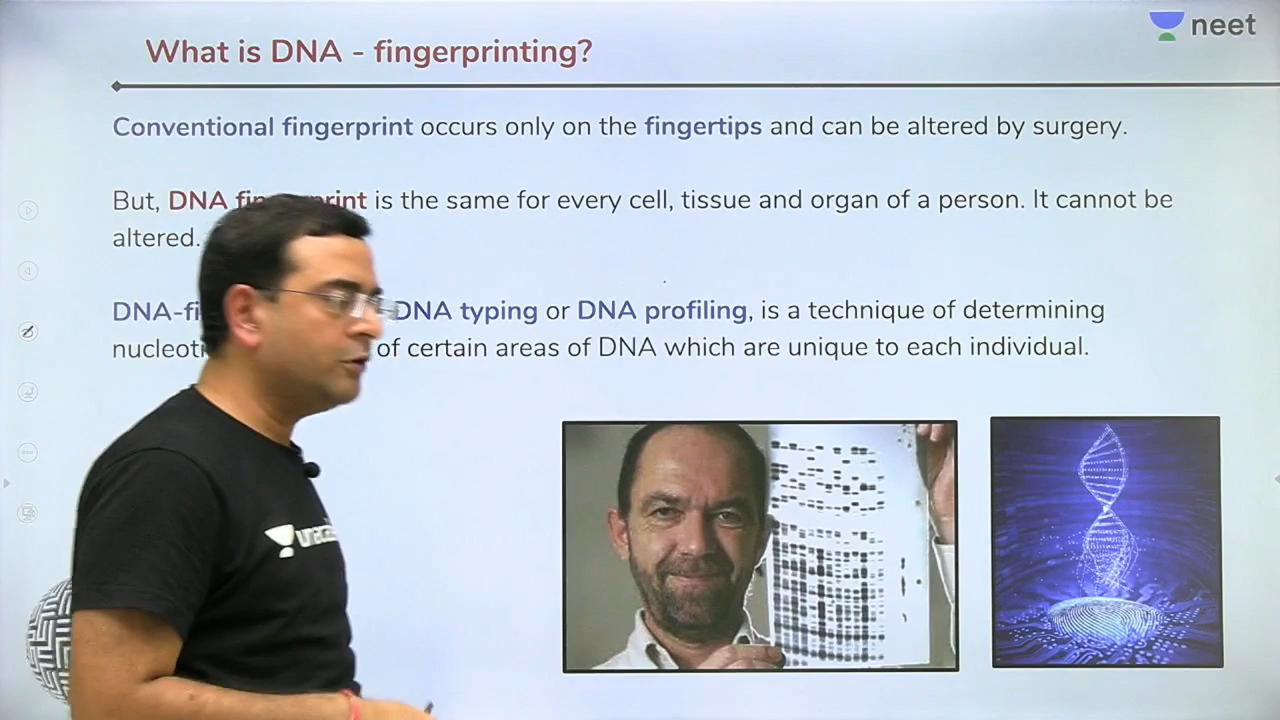 neet
What is DNA - fingerprinting?
Conventional fingerprint occurs only on the fingertips and can be altered by surgery.
But, DNA is the same for every cell, tissue and organ of a person. It cannot be
altered.
DNA typing or DNA profiling, is a technique of determining
of certain areas of DNA which are unique to each individual.